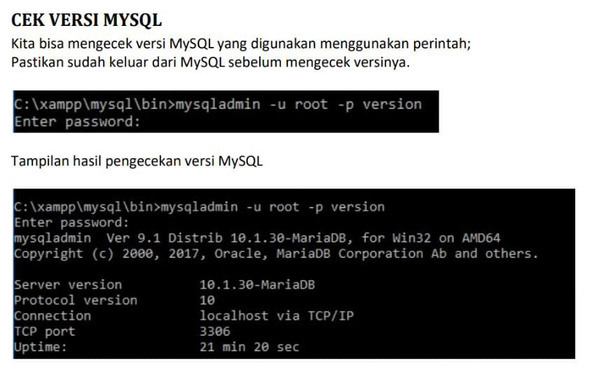 CEK VERSI MYSQL
Kita bisa mengecek versi MySQL yang digunakan menggunakan perintah;
Pastikan sudah keluar dari MySQL sebelum mengecek versinya.
C:\xampp\mysql\bin>mysqladmin -u root -p version
Enter password:
Tampilan hasil pengecekan versi MySQL
C:\xampp\mysql\bin>mysqladmin -u root -p version
Enter password:
mysqladmin  Ver 9.1 Distrib 10.1.30-MariaDB, for Win32 on AMD64
Copyright (c) 2000, 2017, Oracle, MariaDB Corporation Ab and others.
Server version          10.1.30-MariaDB
Protocol version        10
Connection              localhost via TCP/IP
TCP port                3306
Uptime:                 21 min 20 sec